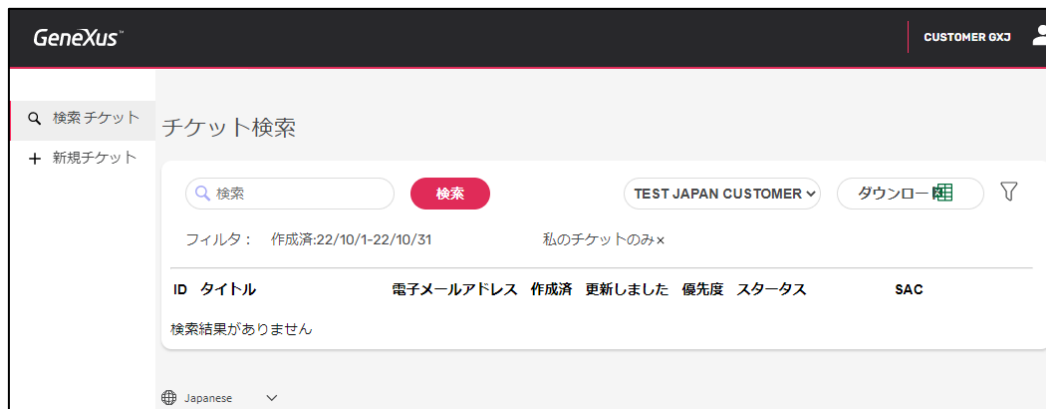 GeneXus™
CUSTOMER GXJ
検索 チケット
新規チケット
チケット検索
検索
検索
TEST JAPAN CUSTOMER
ダウンロー
フィルタ： 作成済:22/10/1-22/10/31 私のチケットのみ×
ID タイトル 電子メールアドレス 作成済 更新しました 優先度 スタータス SAC
検索結果がありません
Japanese